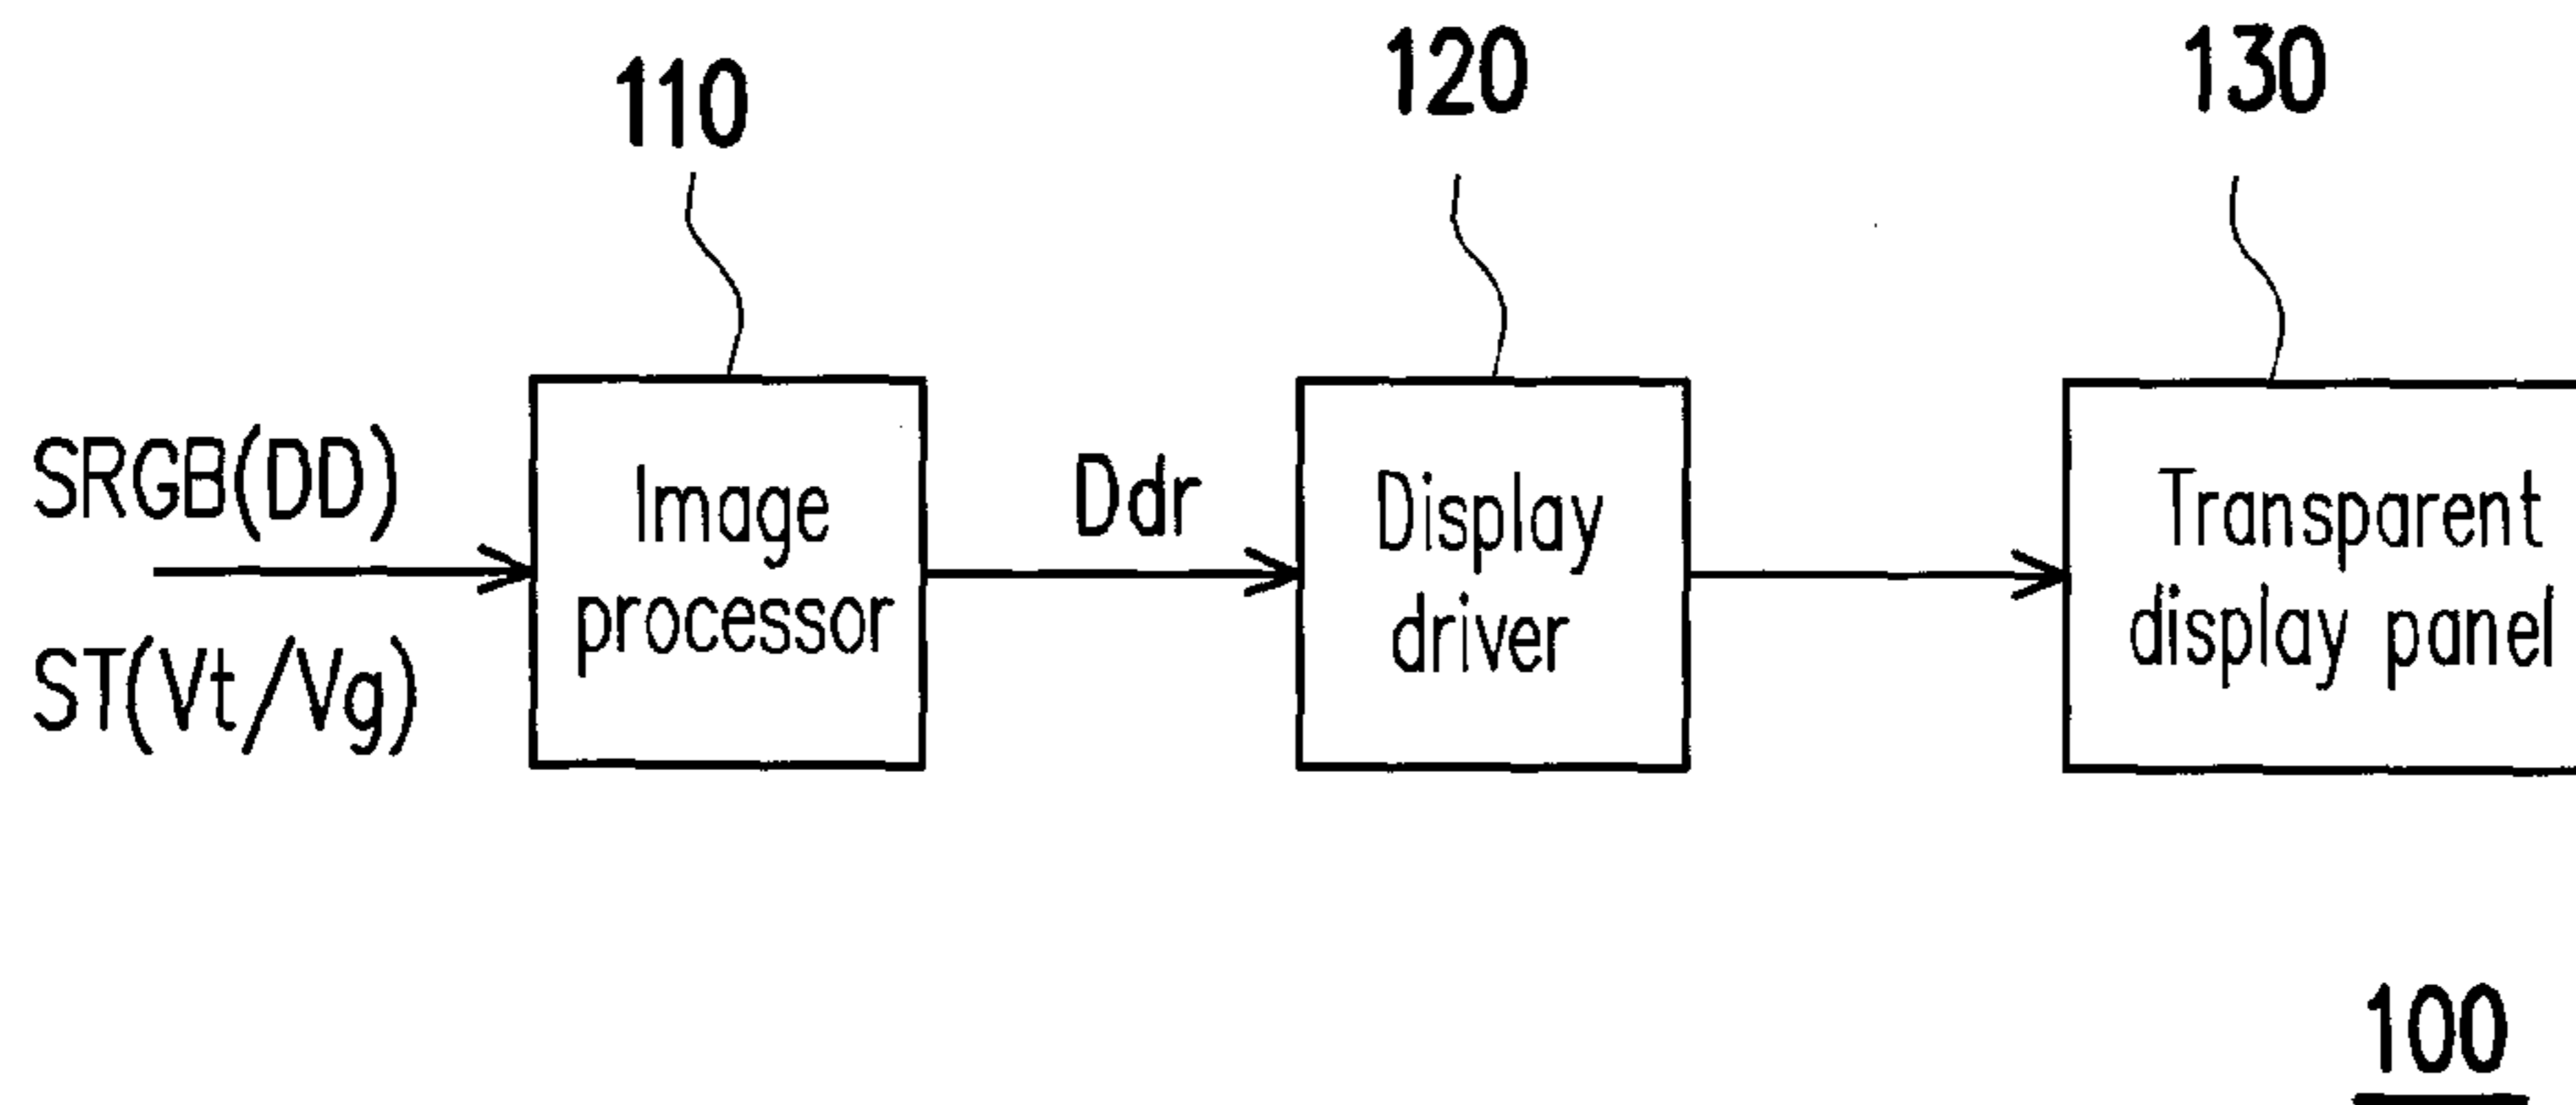 110
120
130
SRGB(DD)
ST(Vt/Vg)
Image
processor
Ddr
Display
driver
Transparent
display panel
100